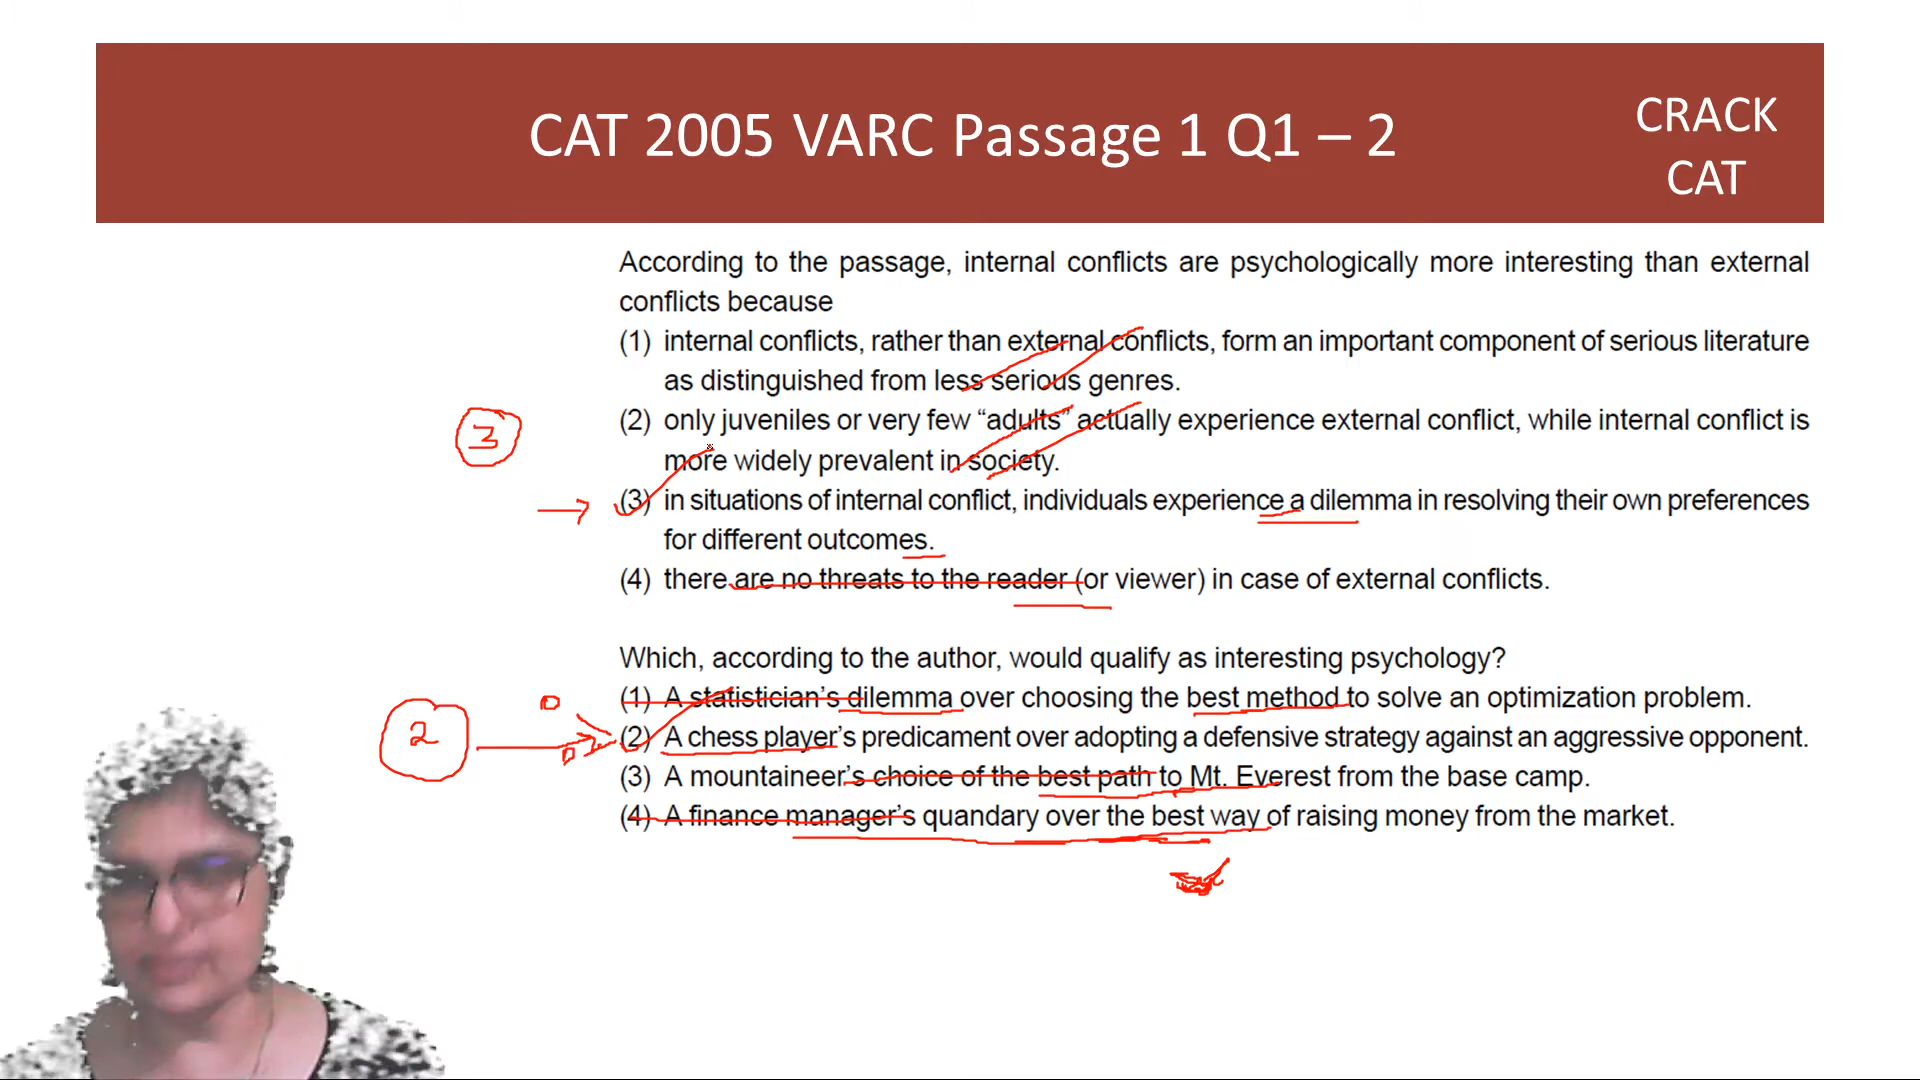 CAT 2005 VARC Passage 1 Q1 – 2
CRACK
CAT
According to the passage, internal conflicts are psychologically more interesting than external
conflicts because
(1) internal conflicts, rather than external conflicts, form an important component of serious literature
as distinguished from less serious genres.
(2) only juveniles or very few “adults” actually experience external conflict, while internal conflict is
more widely prevalent in society.
3
(3) in situations of internal conflict, individuals experience a dilemma in resolving their own preferences
for different outcomes.
(4) there are no threats to the reader (or viewer) in case of external conflicts.
Which, according to the author, would qualify as interesting psychology?
(1) A statistician’s dilemma over choosing the best method to solve an optimization problem.
2
(2) A chess player’s predicament over adopting a defensive strategy against an aggressive opponent.
(3) A mountaineer’s choice of the best path to Mt. Everest from the base camp.
(4) A finance manager’s quandary over the best way of raising money from the market.